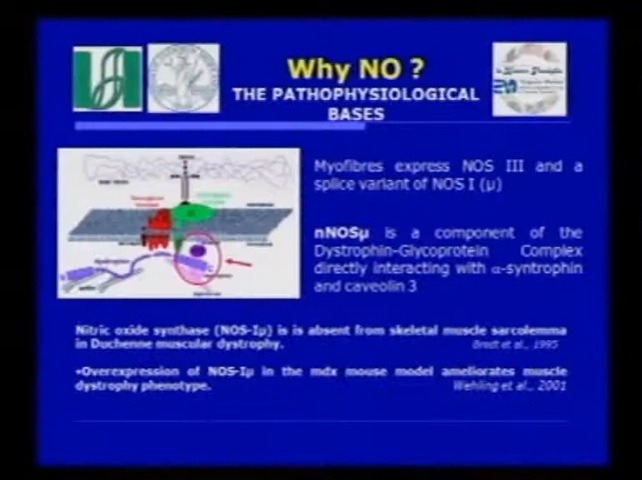 Why NO ?
THE PATHOPHYSIOLOGICAL
BASES
Myofibres express NOS III and a
splice variant of NOS I (μ)
nNOSμ is a component of the
Dystrophin-Glycoprotein Complex
directly interacting with α-syntrophin
and caveolin 3
Nitric oxide synthase (NOS-Iμ) is is absent from skeletal muscle sarcolemma
in Duchenne muscular dystrophy.
Bredt et al., 1995
•Overexpression of NOS-Iμ in the mdx mouse model ameliorates muscle
dystrophy phenotype.
Wehling et al., 2001